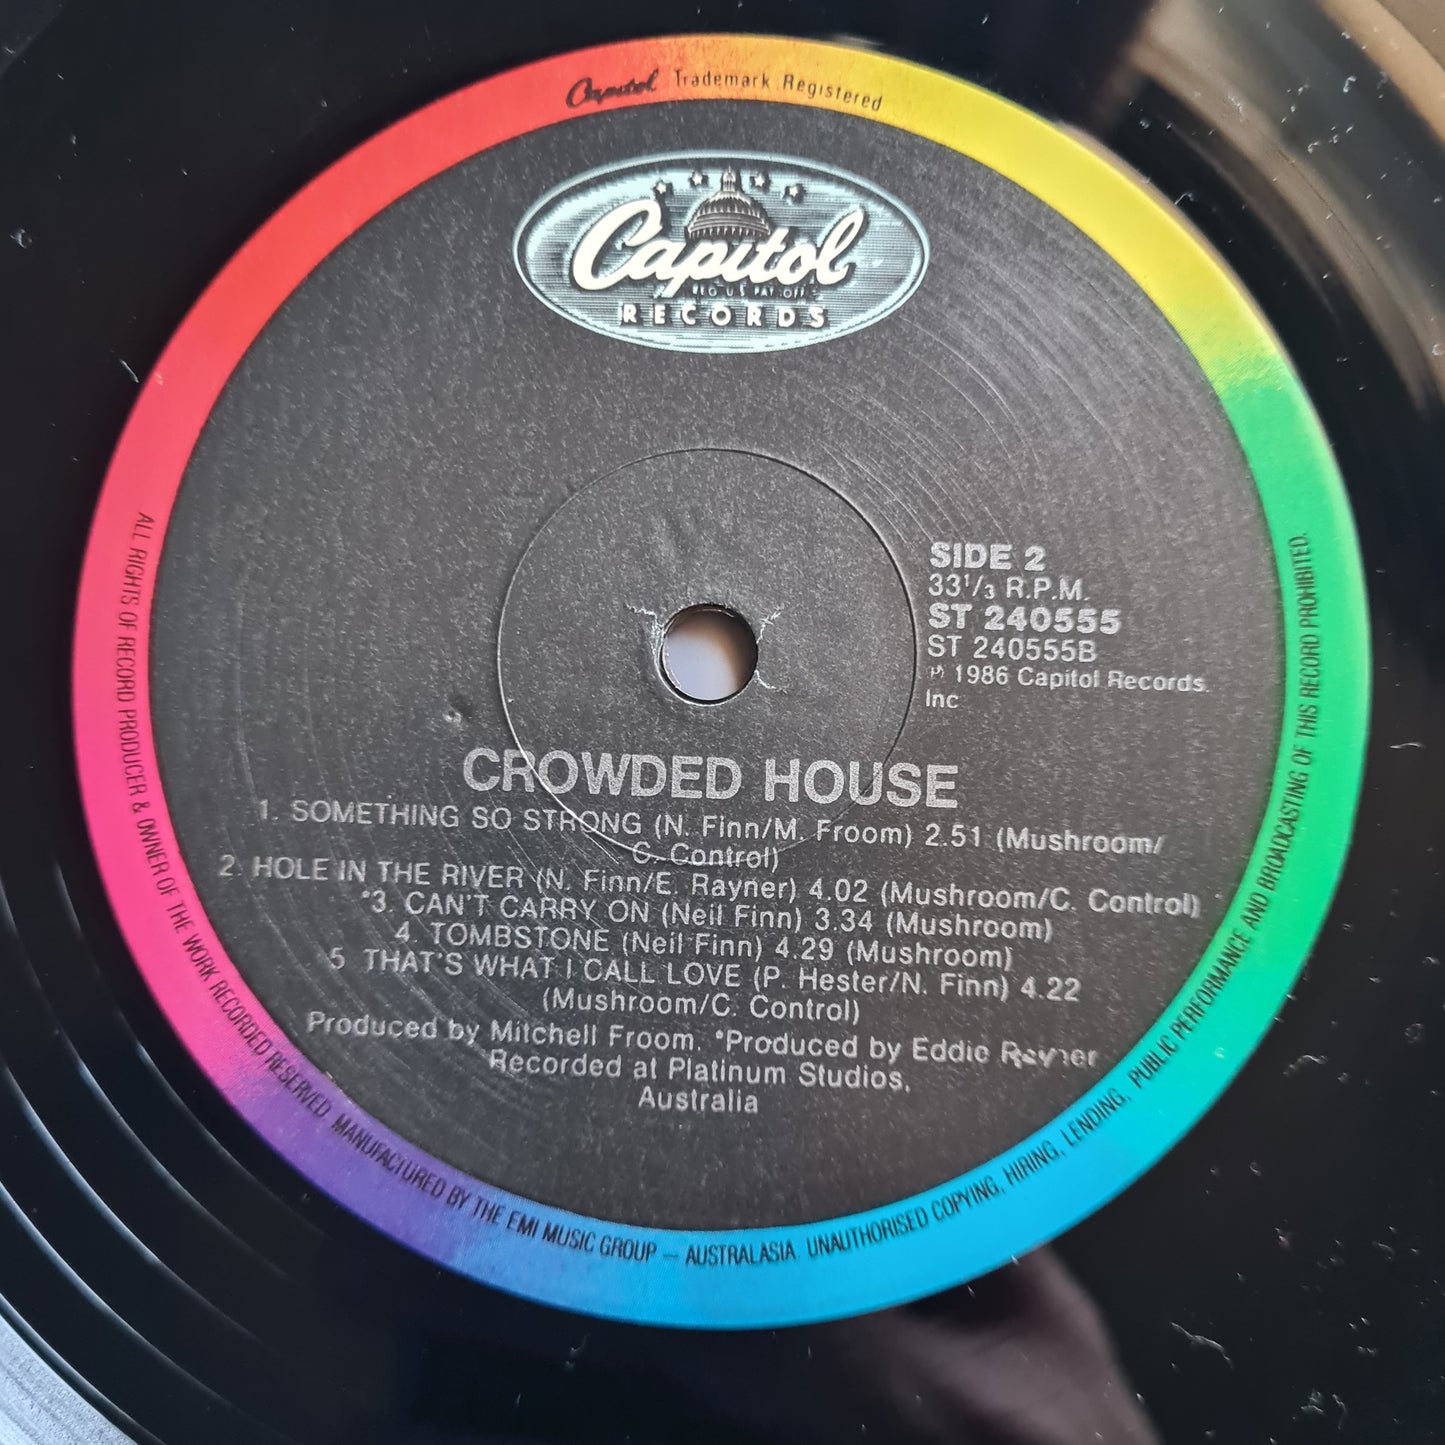 Capitol Trademark Registered
Capitol
RECORDS
SIDE 2
33¹/₃ R.P.M.
ST 240555
ST 240555B
℗ 1986 Capitol Records
Inc
CROWDED HOUSE
1. SOMETHING SO STRONG (N. Finn/M. Froom) 2.51 (Mushroom/
C. Control)
2. HOLE IN THE RIVER (N. Finn/E. Rayner) 4.02 (Mushroom/C. Control)
*3. CAN'T CARRY ON (Neil Finn) 3.34 (Mushroom)
4. TOMBSTONE (Neil Finn) 4.29 (Mushroom)
5 THAT'S WHAT I CALL LOVE (P. Hester/N. Finn) 4.22
(Mushroom/C. Control)
Produced by Mitchell Froom, *Produced by Eddie Rayner
Recorded at Platinum Studios,
Australia
ALL RIGHTS OF RECORD PRODUCER & OWNER OF THE WORK RECORDED RESERVED. MANUFACTURED BY THE EMI MUSIC GROUP — AUSTRALASIA. UNAUTHORISED COPYING, HIRING, LENDING, PUBLIC PERFORMANCE AND BROADCASTING OF THIS RECORD PROHIBITED.